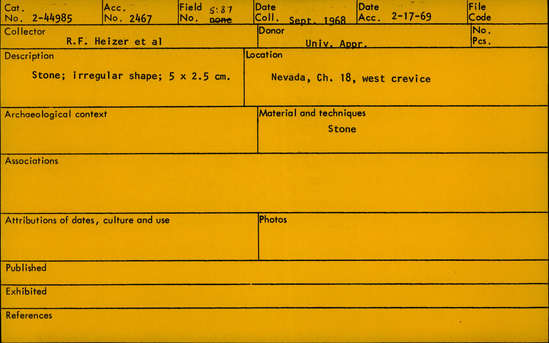 Cat. No. 2-44985 Acc. No. 2467 Field No. 5:87 none Date Coll. Sept. 1968 Date Acc. 2-17-69 File Code
Collector R.F. Heizer et al Donor Univ. Appr. No. Pcs.
Description Location
Stone; irregular shape; 5 x 2.5 cm. Nevada, Ch. 18, west crevice
Archaeological context Material and techniques
Stone
Associations
Attributions of dates, culture and use Photos
Published
Exhibited
References